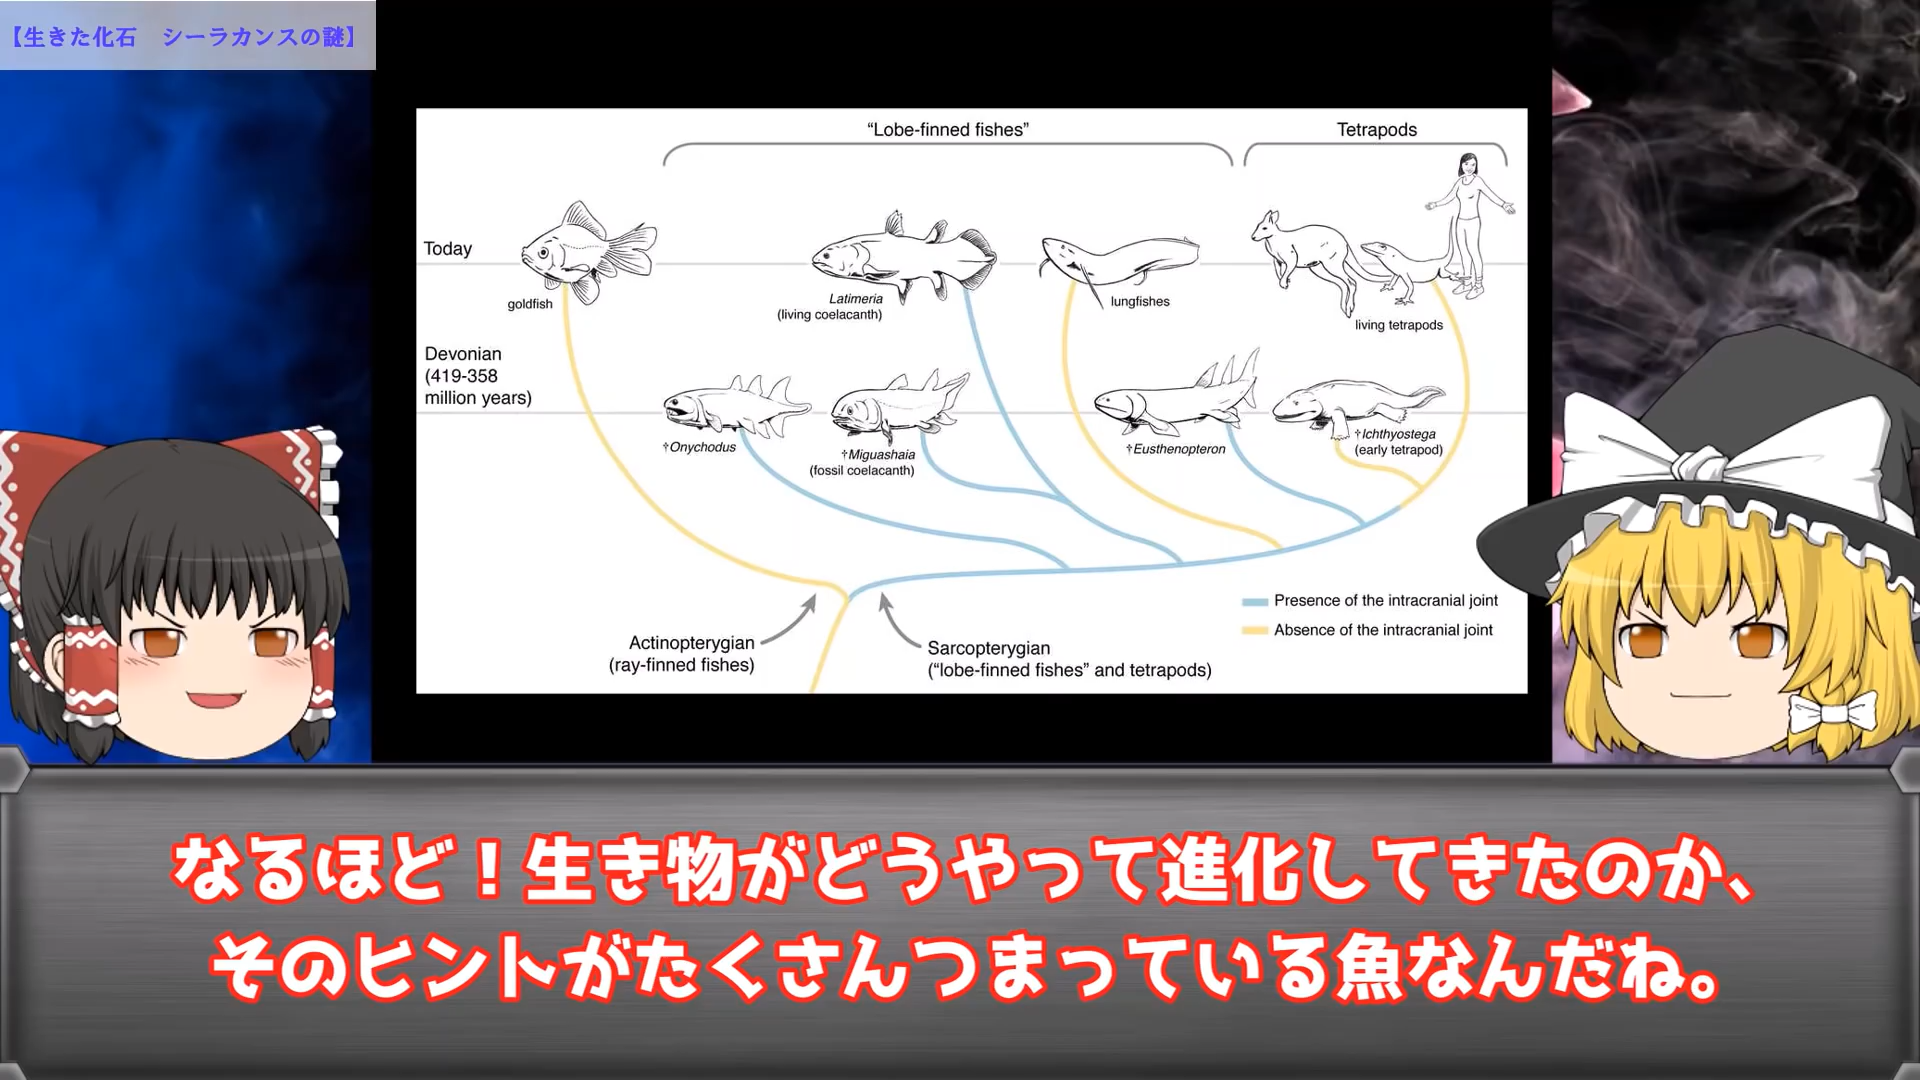 【生きた化石　シーラカンスの謎】
“Lobe-finned fishes”
Tetrapods
Today
goldfish
Latimeria
(living coelacanth)
lungfishes
living tetrapods
Devonian
(419-358
million years)
†Onychodus
†Miguashaia
(fossil coelacanth)
†Eusthenopteron
†Ichthyostega
(early tetrapod)
Presence of the intracranial joint
Absence of the intracranial joint
Actinopterygian
(ray-finned fishes)
Sarcopterygian
(“lobe-finned fishes” and tetrapods)
なるほど！生き物がどうやって進化してきたのか、
そのヒントがたくさんつまっている魚なんだね。